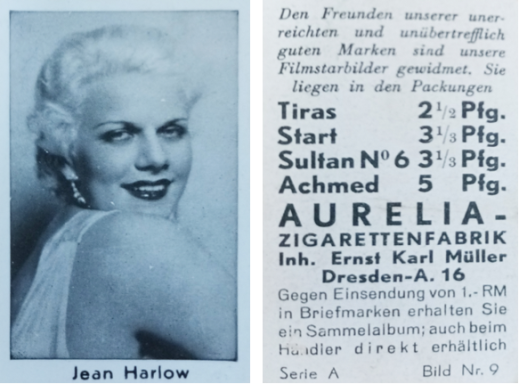 Jean Harlow
Den Freunden unserer uner-
reichten und unübertrefflich
guten Marken sind unsere
Filmstarbilder gewidmet. Sie
liegen in den Packungen
Tiras 2 1/2 Pfg.
Start 3 1/3 Pfg.
Sultan No 6 3 1/3 Pfg.
Achmed 5 Pfg.
AURELIA-
ZIGARETTENFABRIK
Inh. Ernst Karl Müller
Dresden-A. 16
Gegen Einsendung von 1.- RM
in Briefmarken erhalten Sie
ein Sammelalbum; auch beim
Händler direkt erhältlich
Serie A Bild Nr. 9